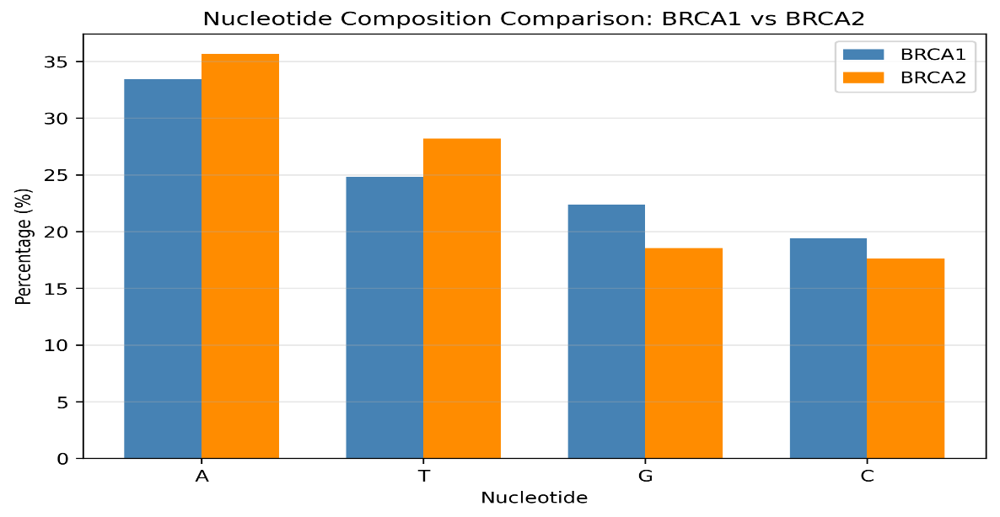 Nucleotide Composition Comparison: BRCA1 vs BRCA2
BRCA1
BRCA2
Percentage (%)
35
30
25
20
15
10
5
0
A T G C
Nucleotide